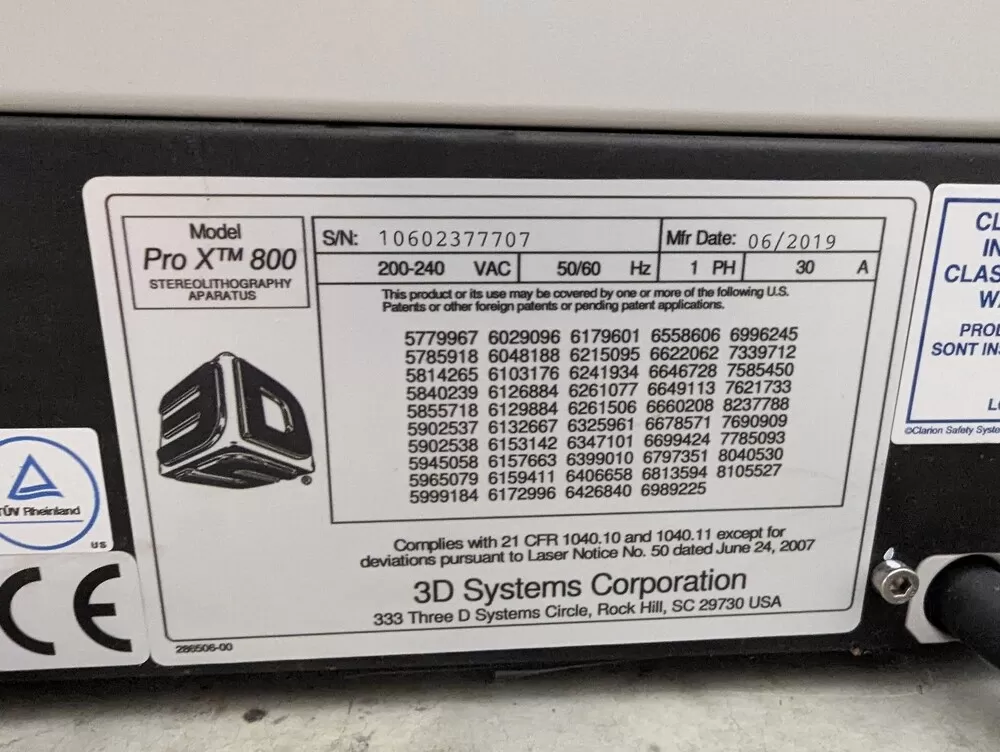 Model
Pro X™ 800
STEREOLITHOGRAPHY
APPARATUS
S/N: 10602377707 Mfr Date: 06/2019
200-240 VAC 50/60 Hz 1 PH 30 A
This product or its use may be covered by one or more of the following U.S.
Patents or other foreign patents or pending patent applications.
5779967 6029096 6179601 6558606 6996245
5785918 6048188 6215095 6622062 7339712
5814265 6103176 6241934 6646728 7585450
5840239 6126884 6261077 6649113 7621733
5855718 6129884 6261506 6660208 8237788
5902537 6132667 6325961 6678571 7690909
5902538 6153142 6347101 6699424 7785093
5945058 6157663 6399010 6797351 8040530
5965079 6159411 6406658 6813594 8105527
5999184 6172996 6426840 6989225
®
Complies with 21 CFR 1040.10 and 1040.11 except for
deviations pursuant to Laser Notice No. 50 dated June 24, 2007
3D Systems Corporation
333 Three D Systems Circle, Rock Hill, SC 29730 USA
286506-00
TÜV Rheinland
US
CE
CL
IN
CLAS
W
PROD
SONT INS
L
©Clarion Safety Syste